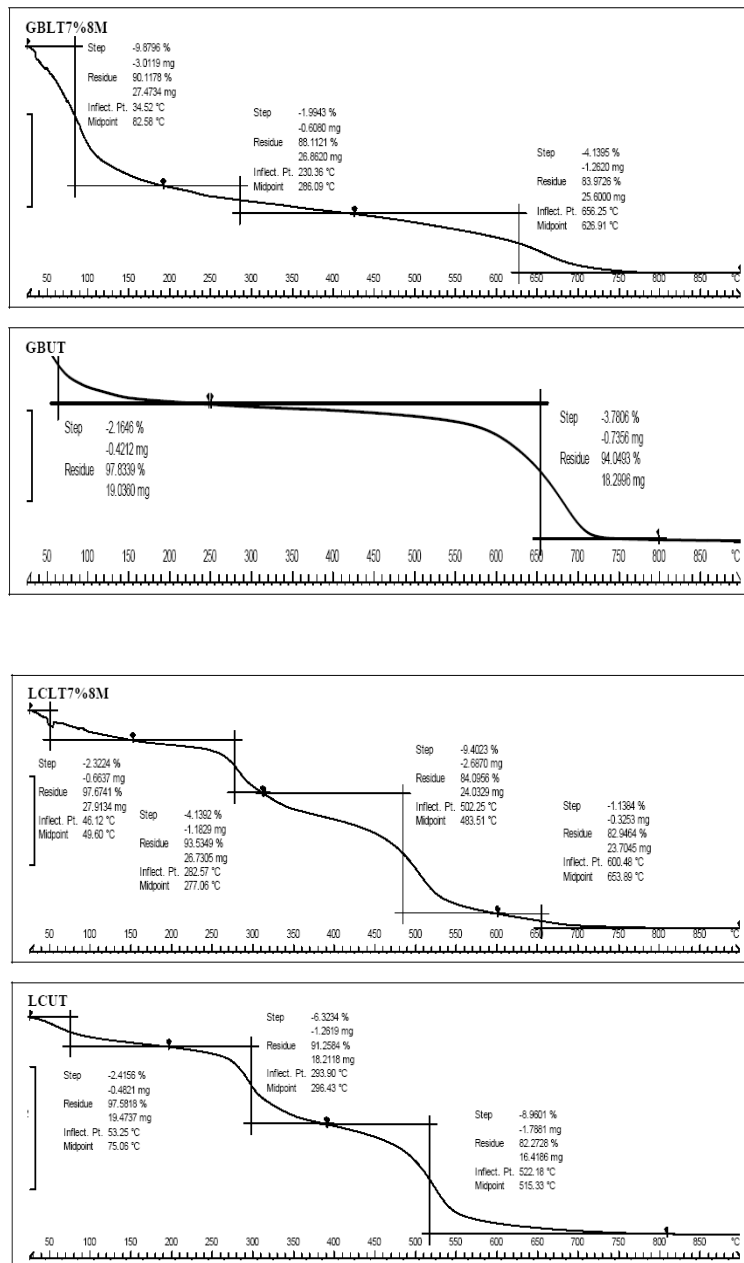 GBLT7%8M
Step -9.8796 %
-3.0119 mg
Residue 90.1178 %
27.4734 mg
Inflect. Pt. 34.52 °C
Midpoint 82.58 °C
Step -1.9943 %
-0.6080 mg
Residue 88.1121 %
26.8620 mg
Inflect. Pt. 230.36 °C
Midpoint 286.09 °C
Step -4.1395 %
-1.2620 mg
Residue 83.9726 %
25.6000 mg
Inflect. Pt. 656.25 °C
Midpoint 626.91 °C
50 100 150 200 250 300 350 400 450 500 550 600 650 700 750 800 °C
GBUT
Step -2.1646 %
-0.4212 mg
Residue 97.8339 %
19.0360 mg
Step -3.7806 %
-0.7356 mg
Residue 94.0493 %
18.2996 mg
50 100 150 200 250 300 350 400 450 500 550 600 650 700 750 800 850 °C
LCLT7%8M
Step -2.3224 %
-0.6637 mg
Residue 97.6741 %
27.9134 mg
Inflect. Pt. 46.12 °C
Midpoint 49.60 °C
Step -4.1392 %
-1.1829 mg
Residue 93.5349 %
26.7305 mg
Inflect. Pt. 282.57 °C
Midpoint 277.06 °C
Step -9.4023 %
-2.6870 mg
Residue 84.0956 %
24.0329 mg
Inflect. Pt. 502.25 °C
Midpoint 483.51 °C
Step -1.1384 %
-0.3253 mg
Residue 82.9464 %
23.7045 mg
Inflect. Pt. 600.48 °C
Midpoint 653.89 °C
50 100 150 200 250 300 350 400 450 500 550 600 650 700 750 800 °C
LCUT
Step -2.4156 %
-0.4821 mg
Residue 97.5818 %
19.4737 mg
Inflect. Pt. 53.25 °C
Midpoint 75.06 °C
Step -6.3234 %
-1.2619 mg
Residue 91.2584 %
18.2118 mg
Inflect. Pt. 293.90 °C
Midpoint 296.43 °C
Step -8.9601 %
-1.7881 mg
Residue 82.2728 %
16.4186 mg
Inflect. Pt. 522.18 °C
Midpoint 515.33 °C
50 100 150 200 250 300 350 400 450 500 550 600 650 700 750 800 850 °C